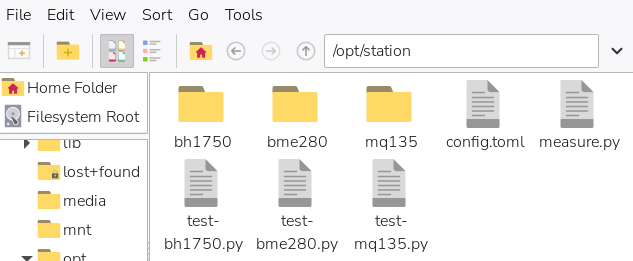 File Edit View Sort Go Tools
/opt/station
Home Folder
Filesystem Root
lib
lost+found
media
mnt
opt
bh1750 bme280 mq135 config.toml measure.py
test- test- test-
bh1750.py bme280.py mq135.py